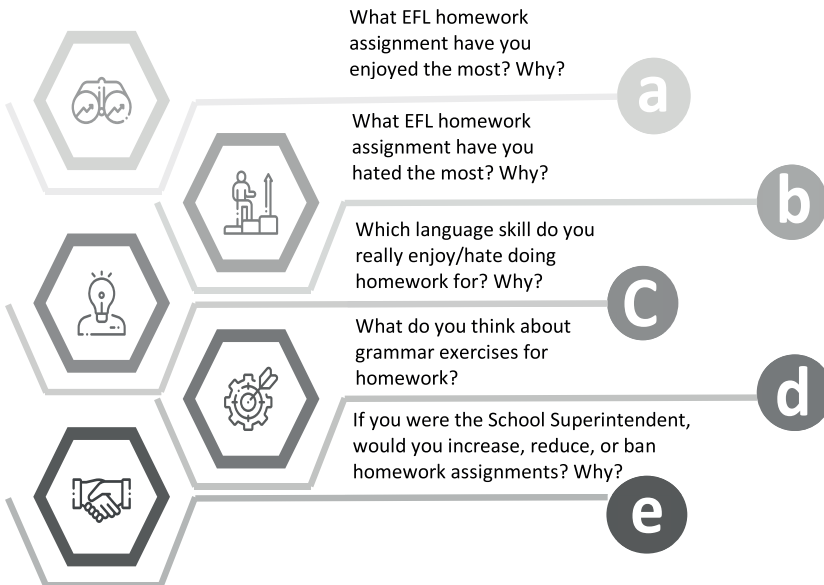 What EFL homework
assignment have you
enjoyed the most? Why?
a
What EFL homework
assignment have you
hated the most? Why?
b
Which language skill do you
really enjoy/hate doing
homework for? Why?
C
What do you think about
grammar exercises for
homework?
d
If you were the School Superintendent,
would you increase, reduce, or ban
homework assignments? Why?
e